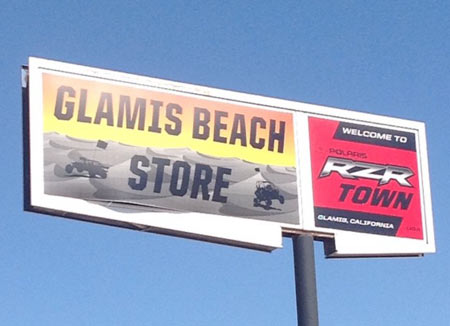 GLAMIS BEACH
STORE
WELCOME TO
POLARIS
RZR
TOWN
GLAMIS, CALIFORNIA